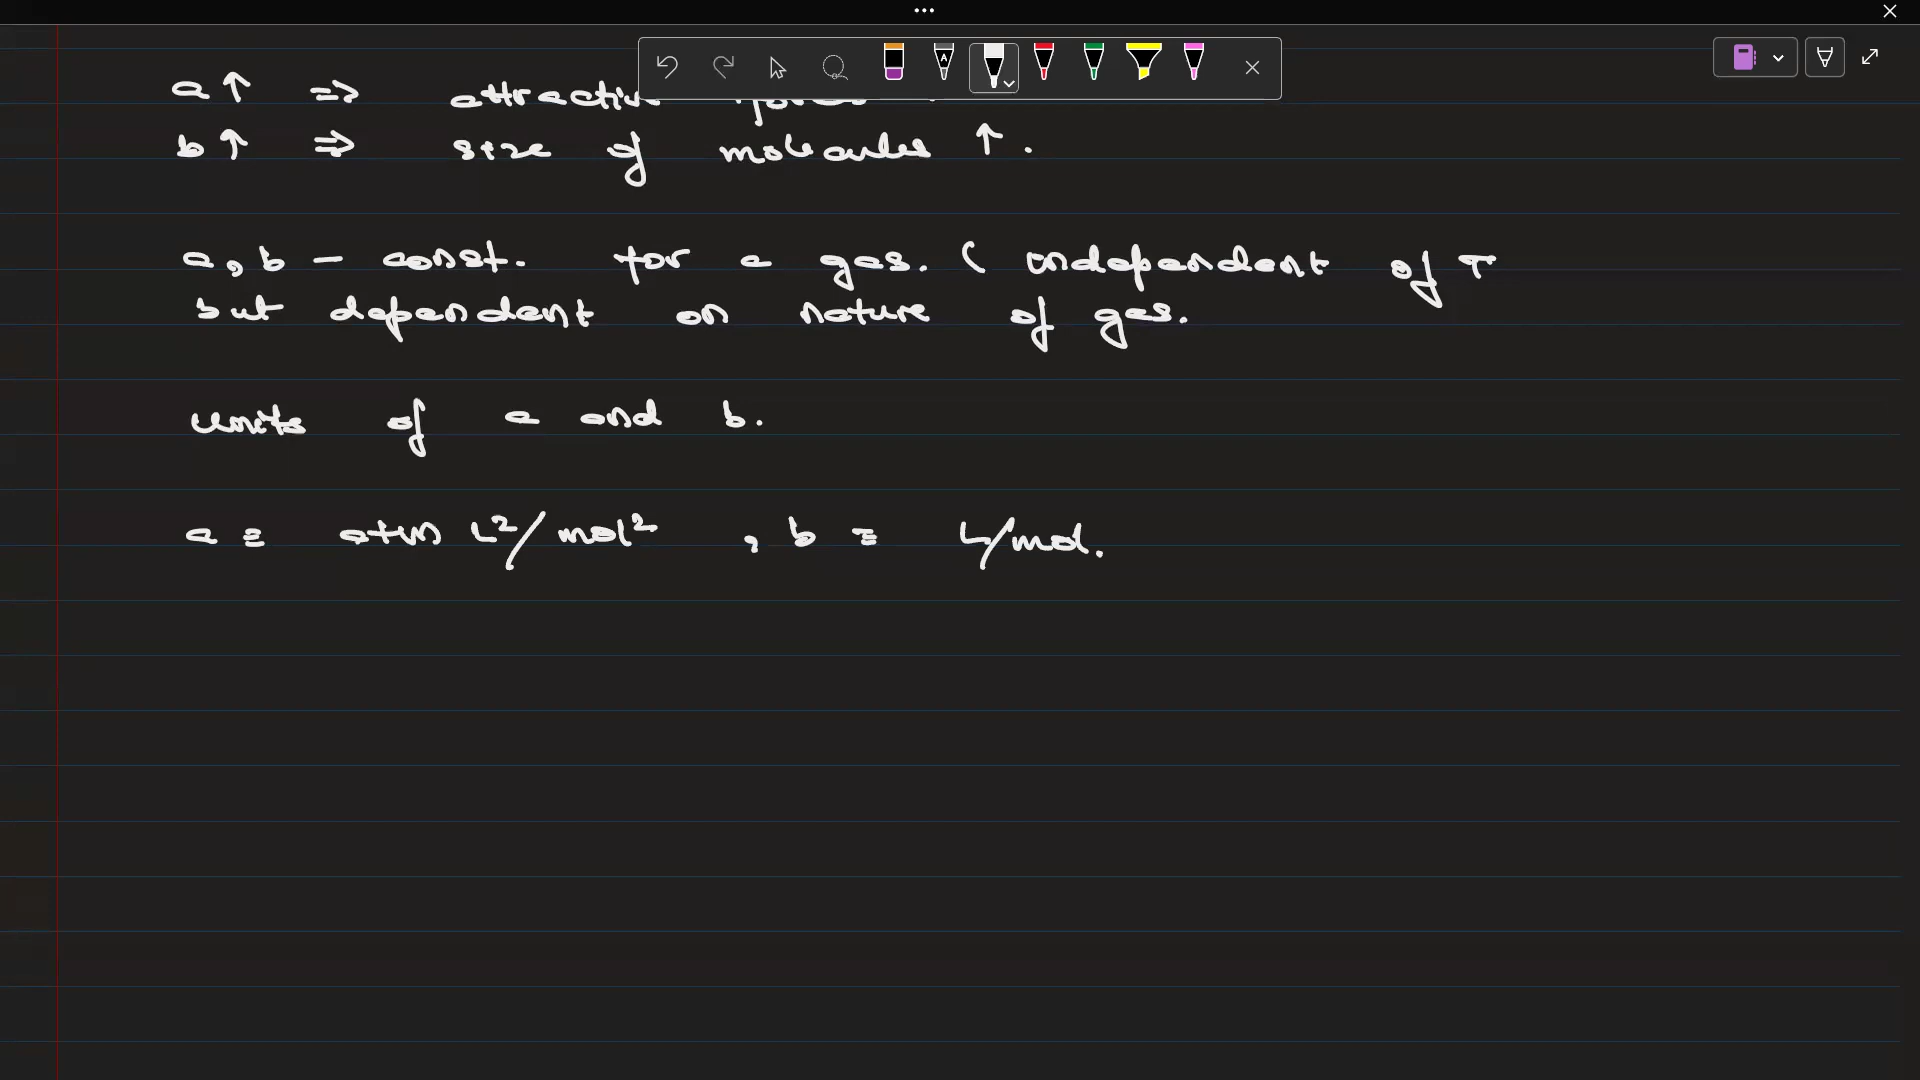 a↑ ⇒ attractive forces
b↑ ⇒ size of molecules ↑.
a, b – const. for a gas. ( independent of T
but dependent on nature of gas.
units of a and b.
a ≡ atm L²/mol² , b ≡ L/mol.